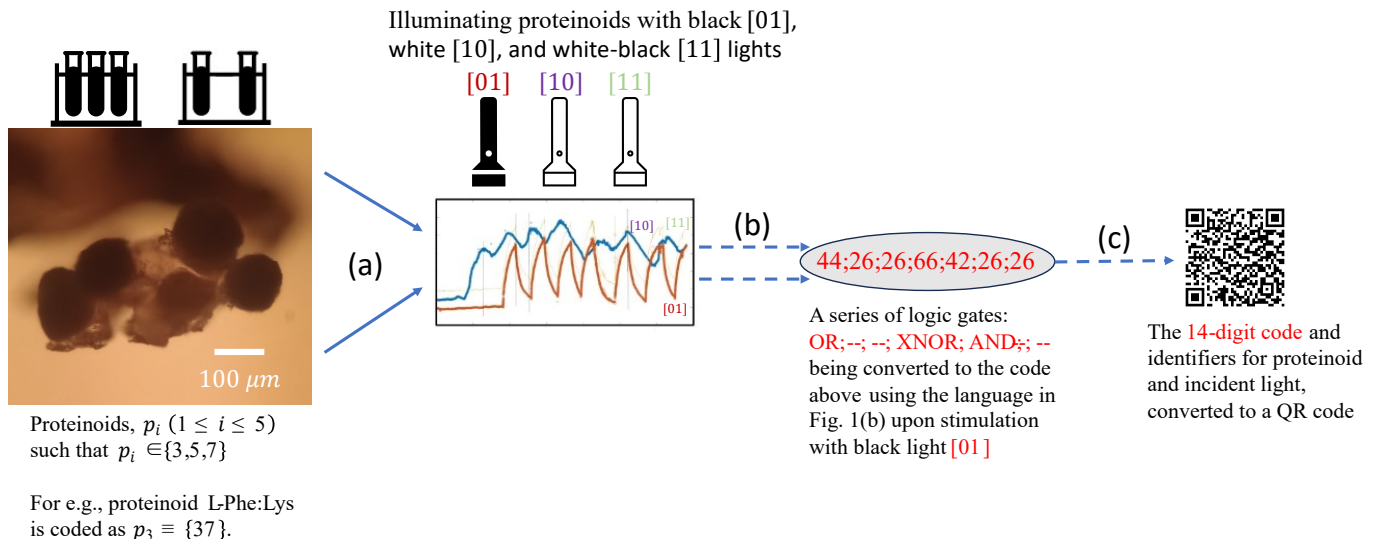 Illuminating proteinoids with black [01],
white [10], and white-black [11] lights
[01] [10] [11]
100 μm
Proteinoids, pᵢ (1 ≤ i ≤ 5)
such that pᵢ ∈{3,5,7}
For e.g., proteinoid L-Phe:Lys
is coded as p₃ ≡ {37}.
(a)
[10] [11]
[01]
(b)
44;26;26;66;42;26;26
A series of logic gates:
OR;--; --; XNOR; AND;--; --
being converted to the code
above using the language in
Fig. 1(b) upon stimulation
with black light [01]
(c)
The 14-digit code and
identifiers for proteinoid
and incident light,
converted to a QR code